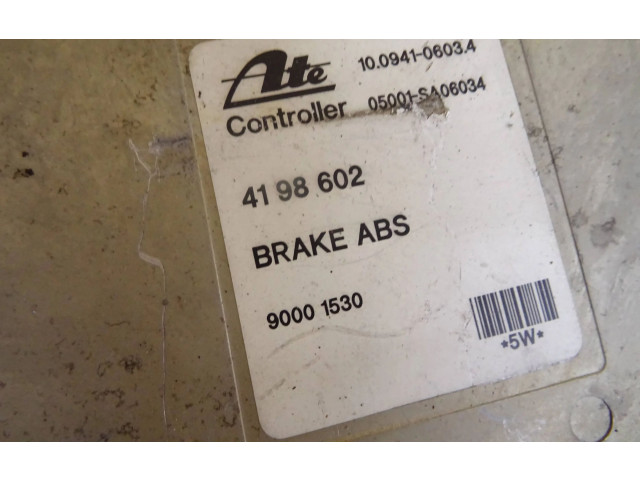 Ate
10.0941-0603.4
Controller
05001-SA06034
41 98 602
BRAKE ABS
9000 1530
*5W*